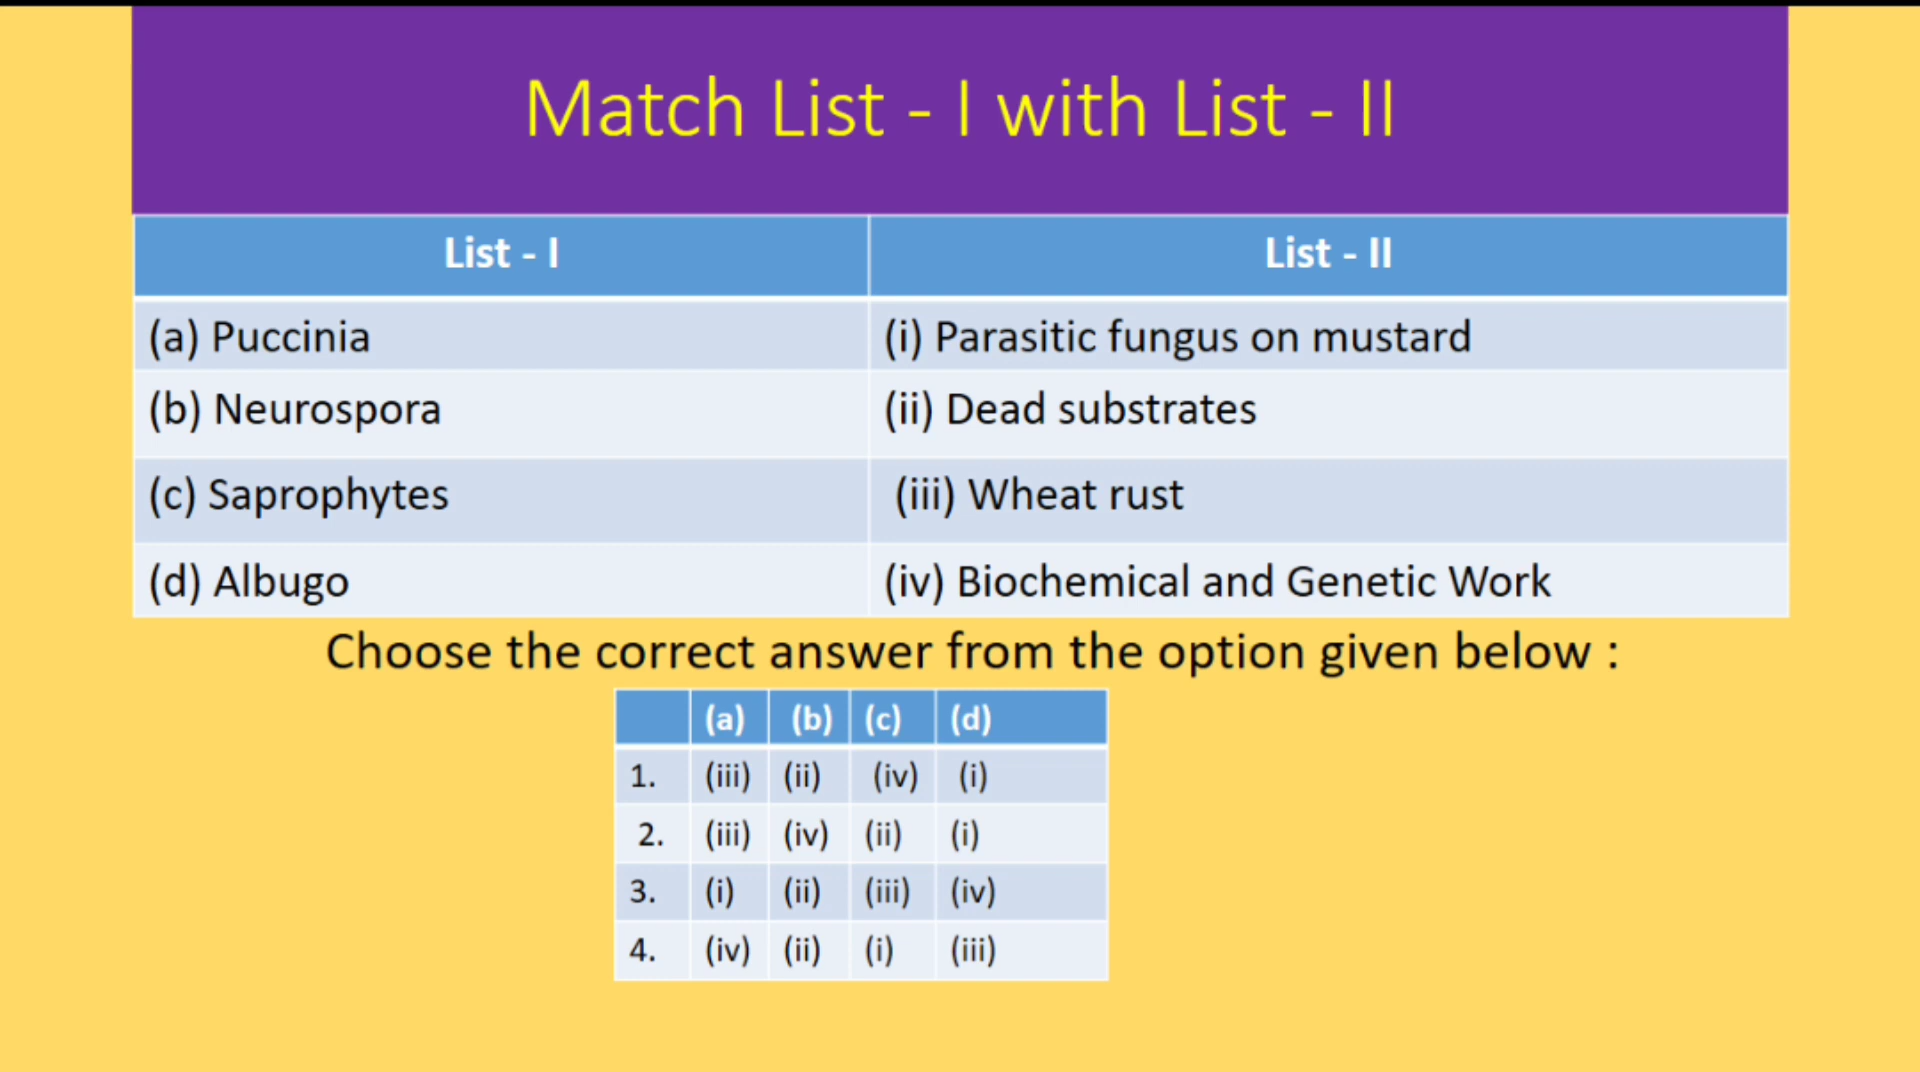 Match List - I with List - II
List - I List - II
(a) Puccinia (i) Parasitic fungus on mustard
(b) Neurospora (ii) Dead substrates
(c) Saprophytes (iii) Wheat rust
(d) Albugo (iv) Biochemical and Genetic Work
Choose the correct answer from the option given below :
(a) (b) (c) (d)
1. (iii) (ii) (iv) (i)
2. (iii) (iv) (ii) (i)
3. (i) (ii) (iii) (iv)
4. (iv) (ii) (i) (iii)